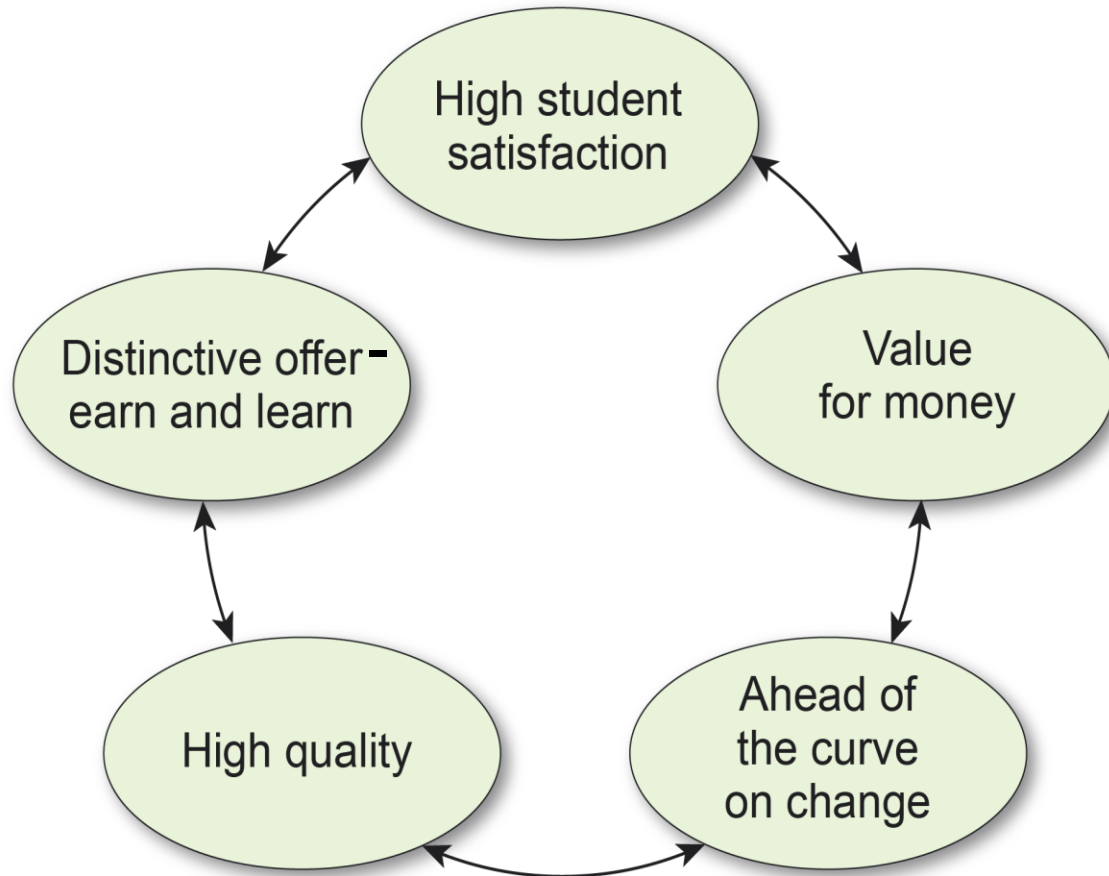 High student
satisfaction
Distinctive offer-
earn and learn
Value
for money
High quality
Ahead of
the curve
on change